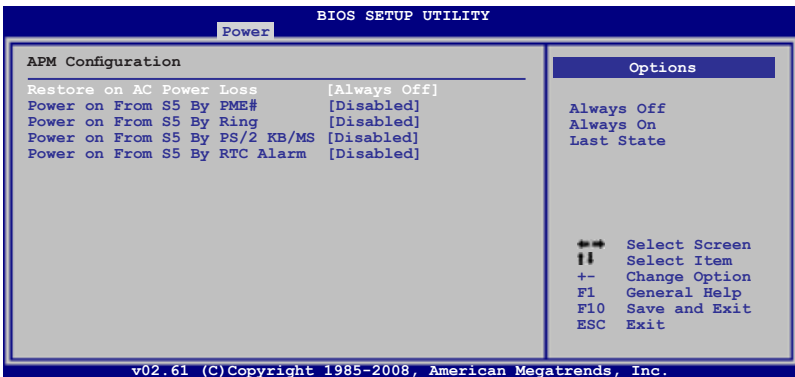 BIOS SETUP UTILITY
Power
APM Configuration
Restore on AC Power Loss [Always Off]
Power on From S5 By PME# [Disabled]
Power on From S5 By Ring [Disabled]
Power on From S5 By PS/2 KB/MS [Disabled]
Power on From S5 By RTC Alarm [Disabled]
Options
Always Off
Always On
Last State
Select Screen
Select Item
+- Change Option
F1 General Help
F10 Save and Exit
ESC Exit
v02.61 (C)Copyright 1985-2008, American Megatrends, Inc.